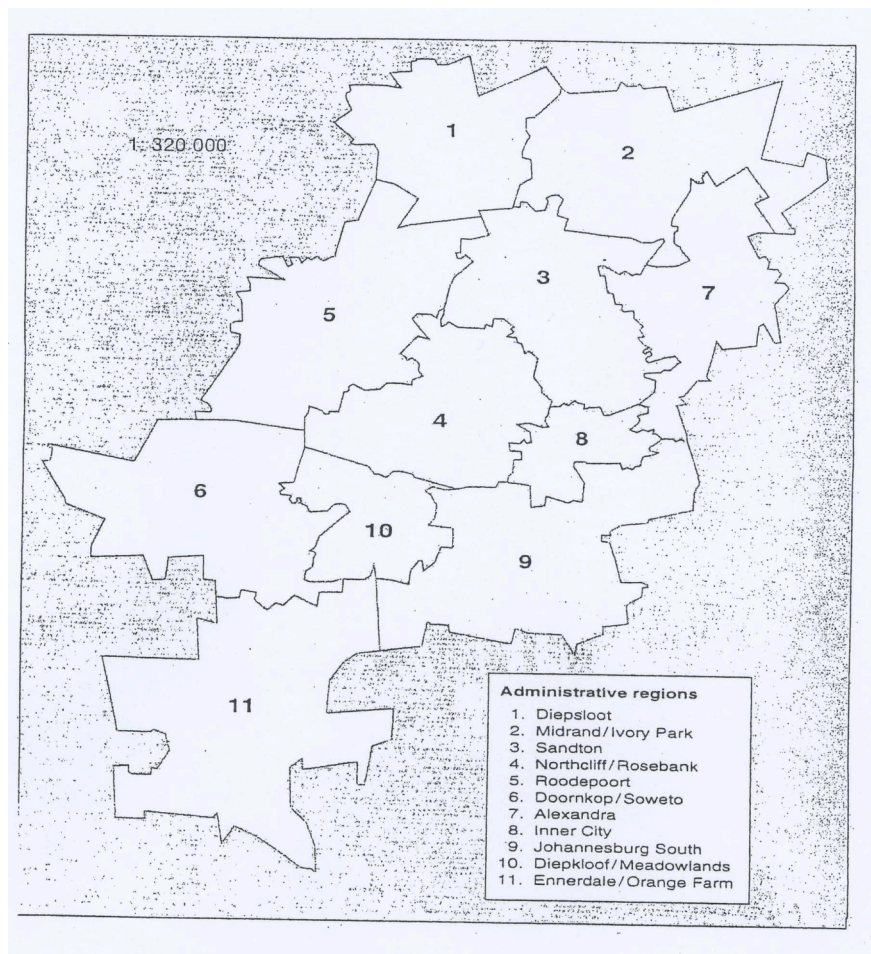 1: 320 000
1
2
3
7
5
4
8
6
10
9
11
Administrative regions
1. Diepsloot
2. Midrand/Ivory Park
3. Sandton
4. Northcliff/Rosebank
5. Roodepoort
6. Doornkop/Soweto
7. Alexandra
8. Inner City
9. Johannesburg South
10. Diepkloof/Meadowlands
11. Ennerdale/Orange Farm